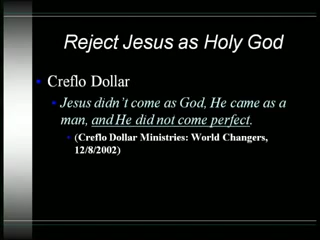 Reject Jesus as Holy God
Creflo Dollar
Jesus didn't come as God, He came as a
man, and He did not come perfect.
(Creflo Dollar Ministries: World Changers,
12/8/2002)